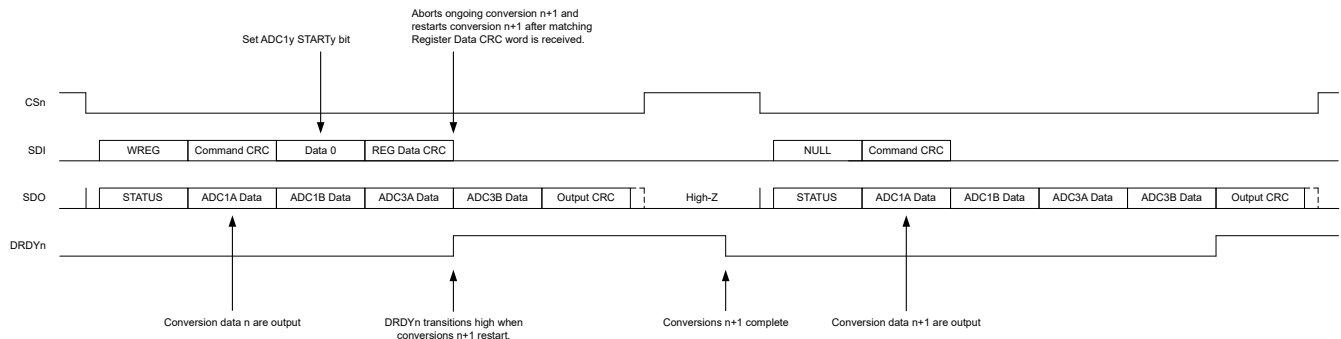 Aborts ongoing conversion n+1 and
restarts conversion n+1 after matching
Register Data CRC word is received.
Set ADC1y STARTy bit
CSn
SDI
WREG
Command CRC
Data 0
REG Data CRC
NULL
Command CRC
SDO
STATUS
ADC1A Data
ADC1B Data
ADC3A Data
ADC3B Data
Output CRC
High-Z
STATUS
ADC1A Data
ADC1B Data
ADC3A Data
ADC3B Data
Output CRC
DRDYn
Conversion data n are output
DRDYn transitions high when
conversions n+1 restart.
Conversions n+1 complete
Conversion data n+1 are output